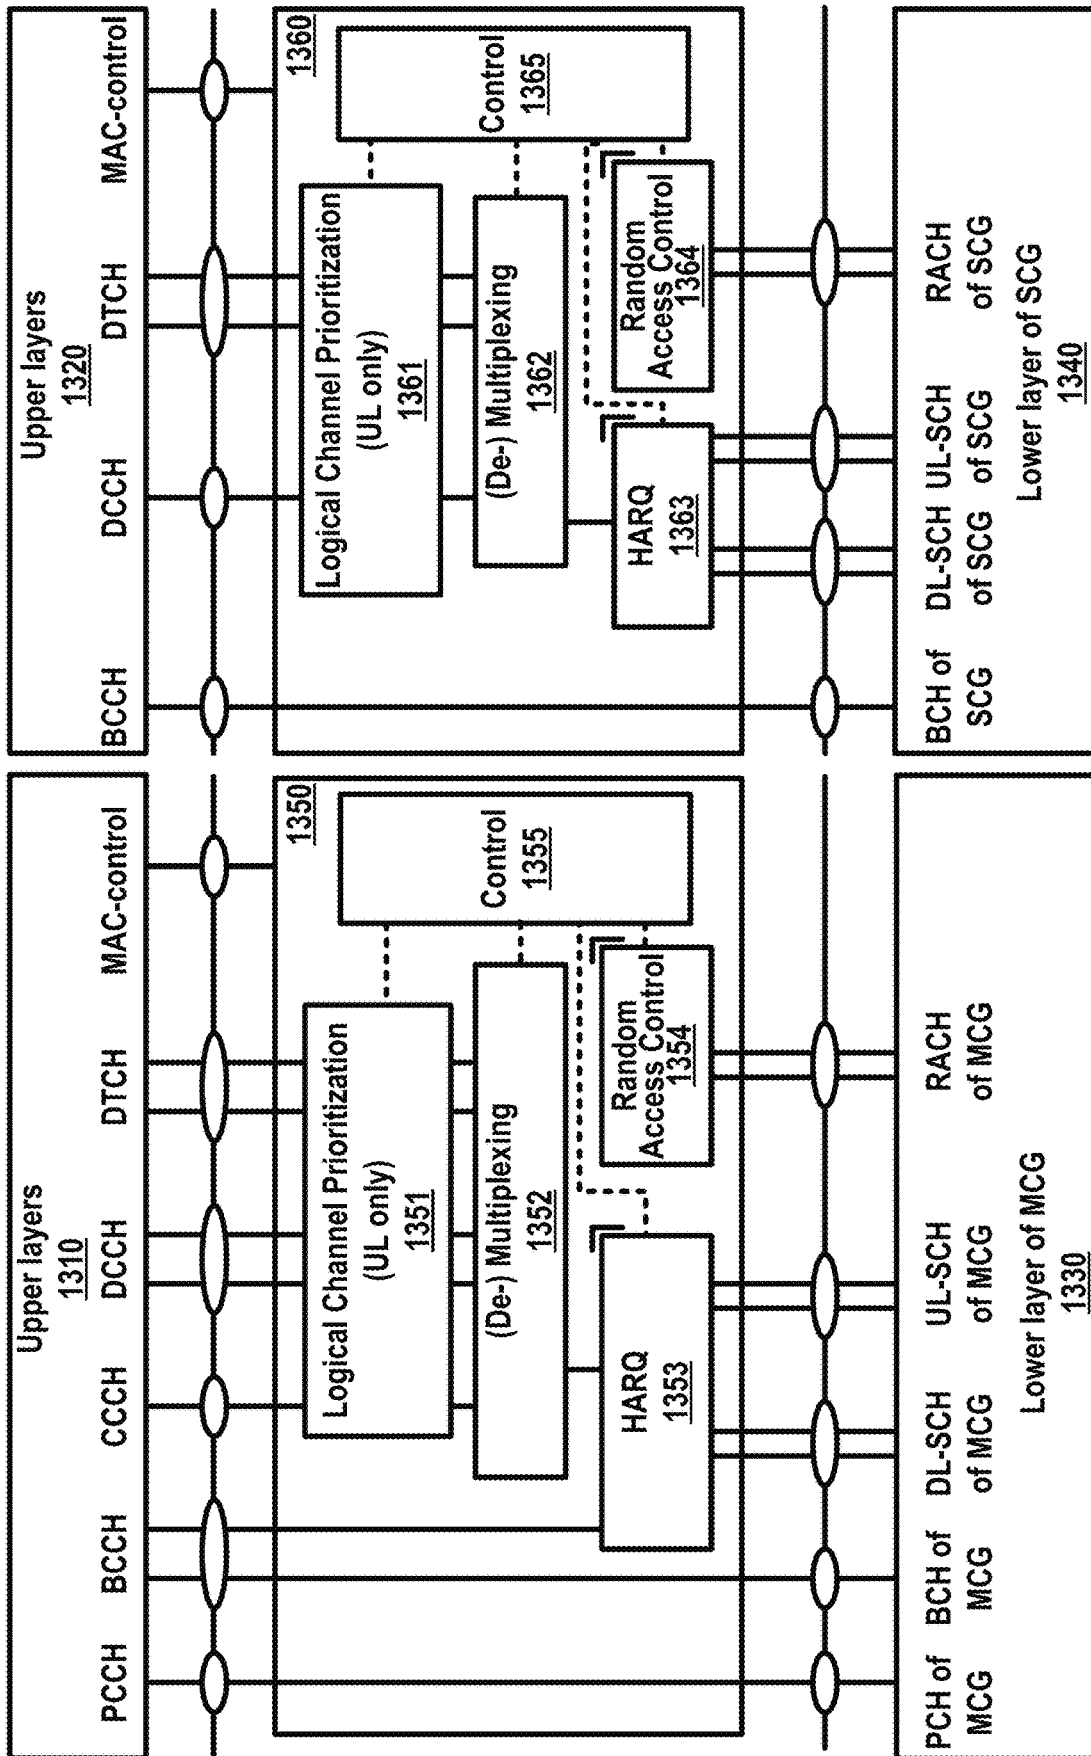 Upper layers
1310
PCCH BCCH CCCH DCCH DTCH MAC-control
1350
Logical Channel Prioritization
(UL only)
1351
Control
1355
(De-) Multiplexing
1352
HARQ
1353
Random
Access Control
1354
PCH of
MCG
BCH of
MCG
DL-SCH
of MCG
UL-SCH
of MCG
RACH
of MCG
Lower layer of MCG
1330
Upper layers
1320
BCCH DCCH DTCH MAC-control
1360
Logical Channel Prioritization
(UL only)
1361
Control
1365
(De-) Multiplexing
1362
HARQ
1363
Random
Access Control
1364
BCH of
SCG
DL-SCH
of SCG
UL-SCH
of SCG
RACH
of SCG
Lower layer of SCG
1340